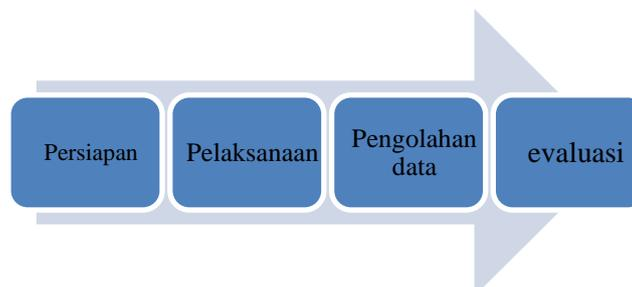 Persiapan
Pelaksanaan
Pengolahan
data
evaluasi